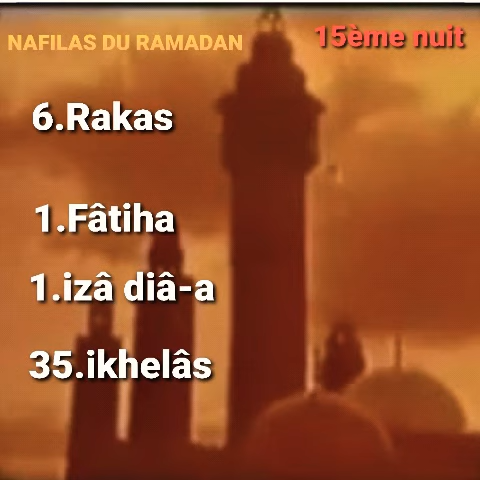 NAFILAS DU RAMADAN
15ème nuit
6.Rakas
1.Fâtiha
1.izâ diâ-a
35.ikhelâs